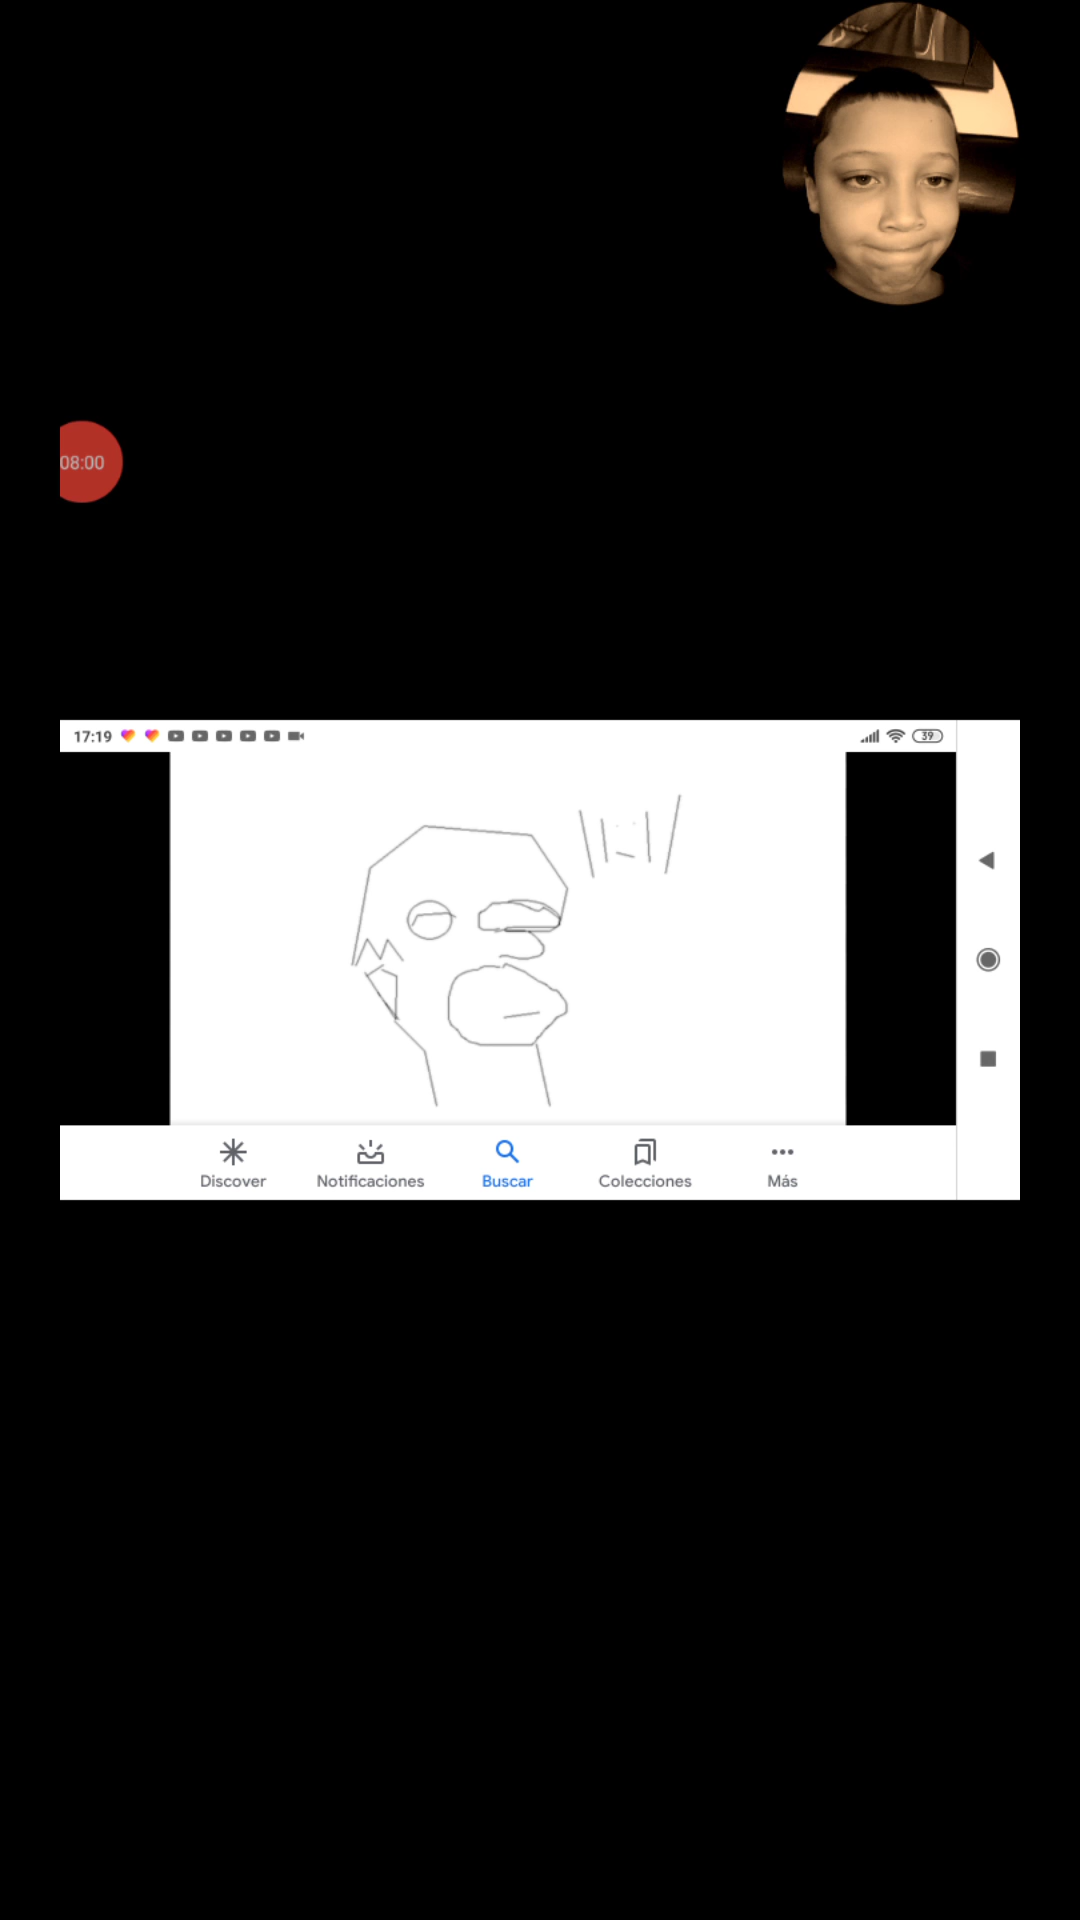 08:00
17:19
39
Discover
Notificaciones
Buscar
Colecciones
Más